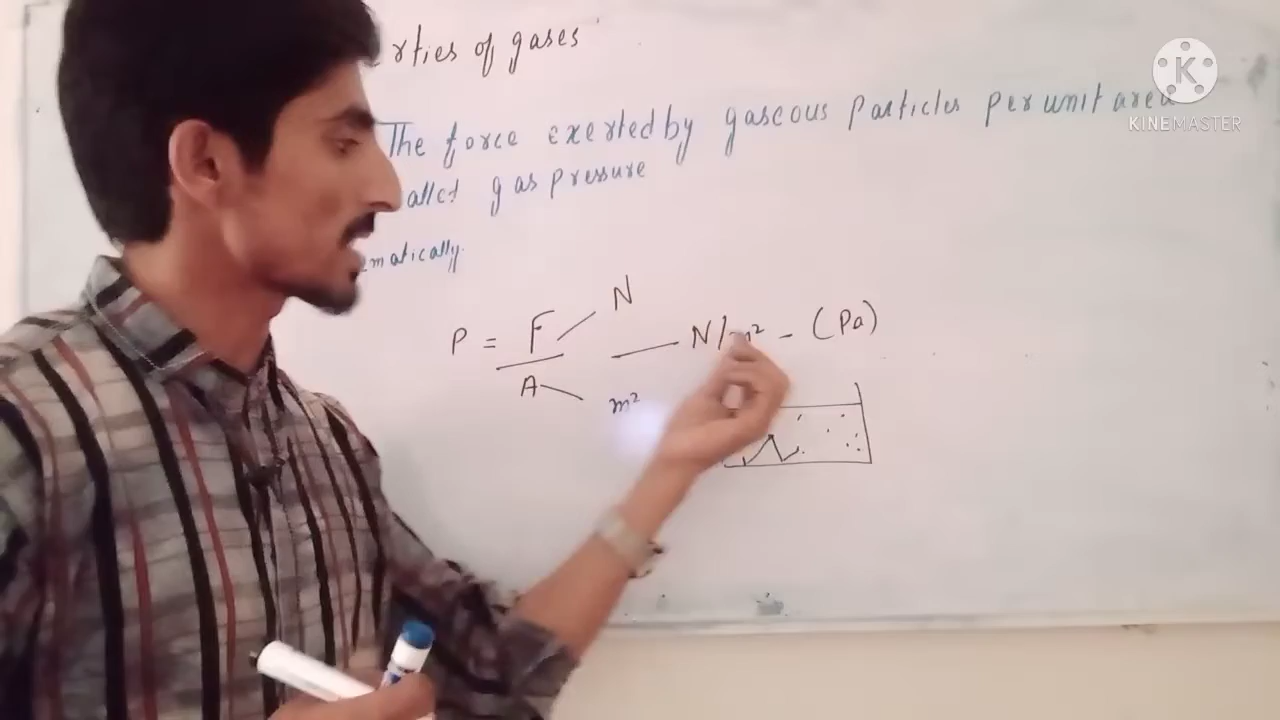 rties of gases
The force exerted by gaseous particles per unit area
alled gas pressure
ematically.
P = F/A
N
N/m² - (Pa)
m²
K
KINEMASTER